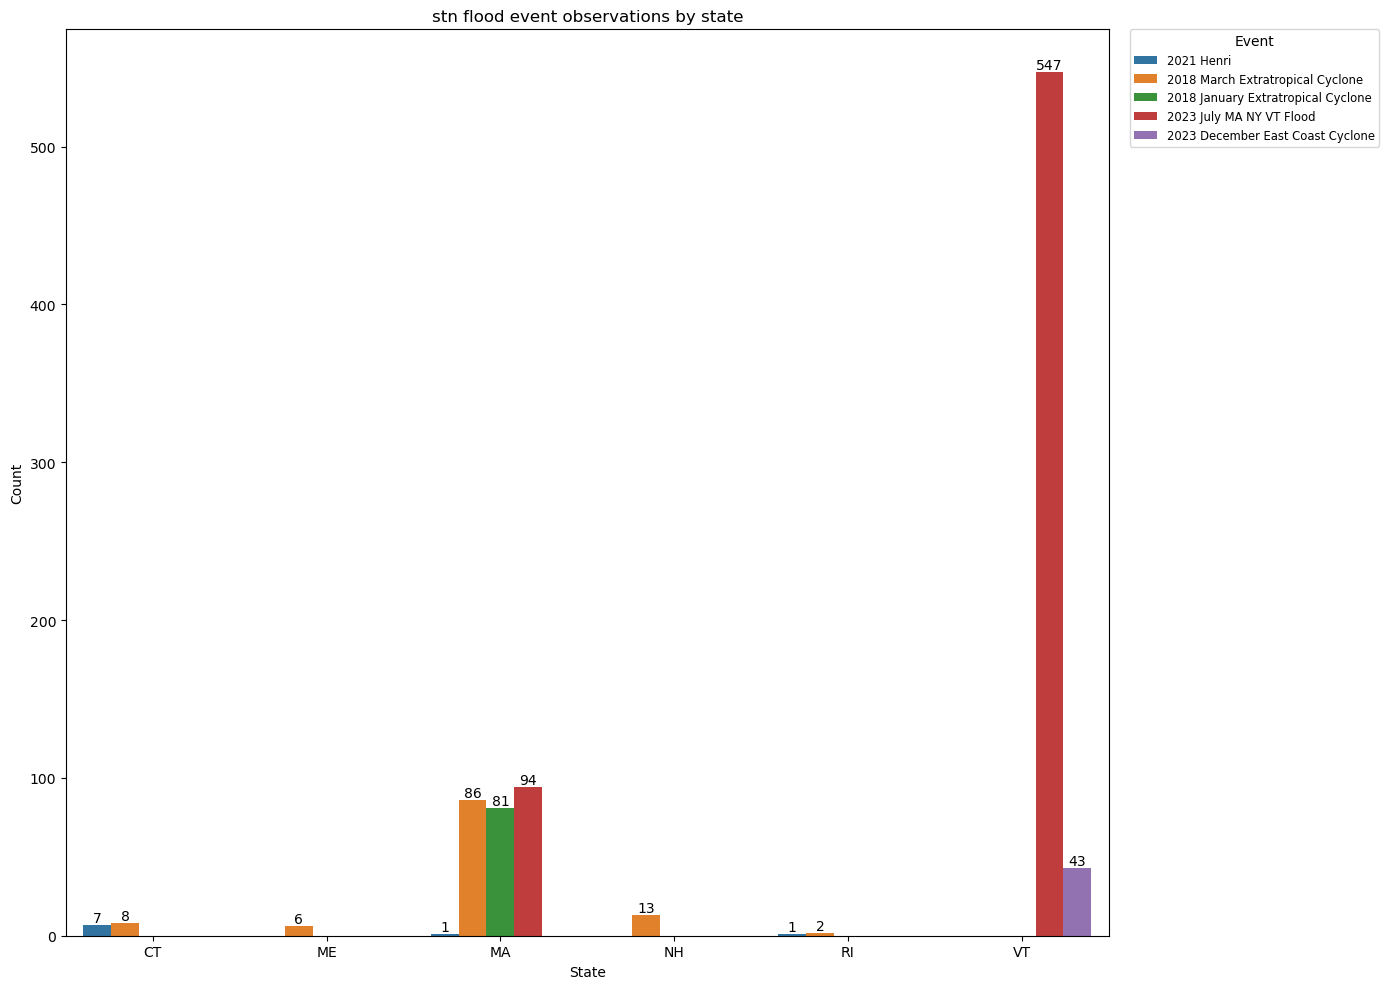 stn flood event observations by state
Event
2021 Henri
2018 March Extratropical Cyclone
2018 January Extratropical Cyclone
2023 July MA NY VT Flood
2023 December East Coast Cyclone
Count
500
400
300
200
100
0
7
8
6
1
86
81
94
13
1
2
547
43
CT
ME
MA
NH
RI
VT
State